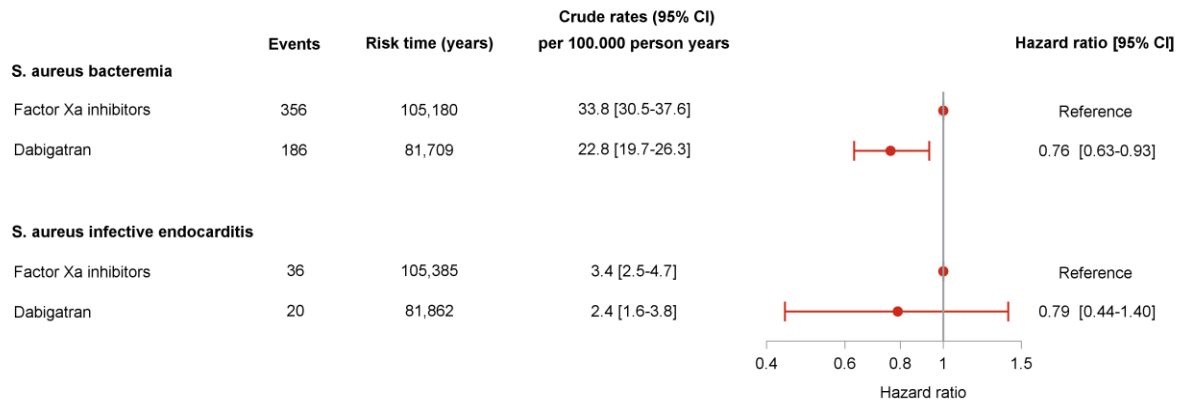 Crude rates (95% CI)
Events Risk time (years) per 100.000 person years Hazard ratio [95% CI]
S. aureus bacteremia
Factor Xa inhibitors 356 105,180 33.8 [30.5-37.6] Reference
Dabigatran 186 81,709 22.8 [19.7-26.3] 0.76 [0.63-0.93]
S. aureus infective endocarditis
Factor Xa inhibitors 36 105,385 3.4 [2.5-4.7] Reference
Dabigatran 20 81,862 2.4 [1.6-3.8] 0.79 [0.44-1.40]
0.4 0.6 0.8 1 1.5
Hazard ratio